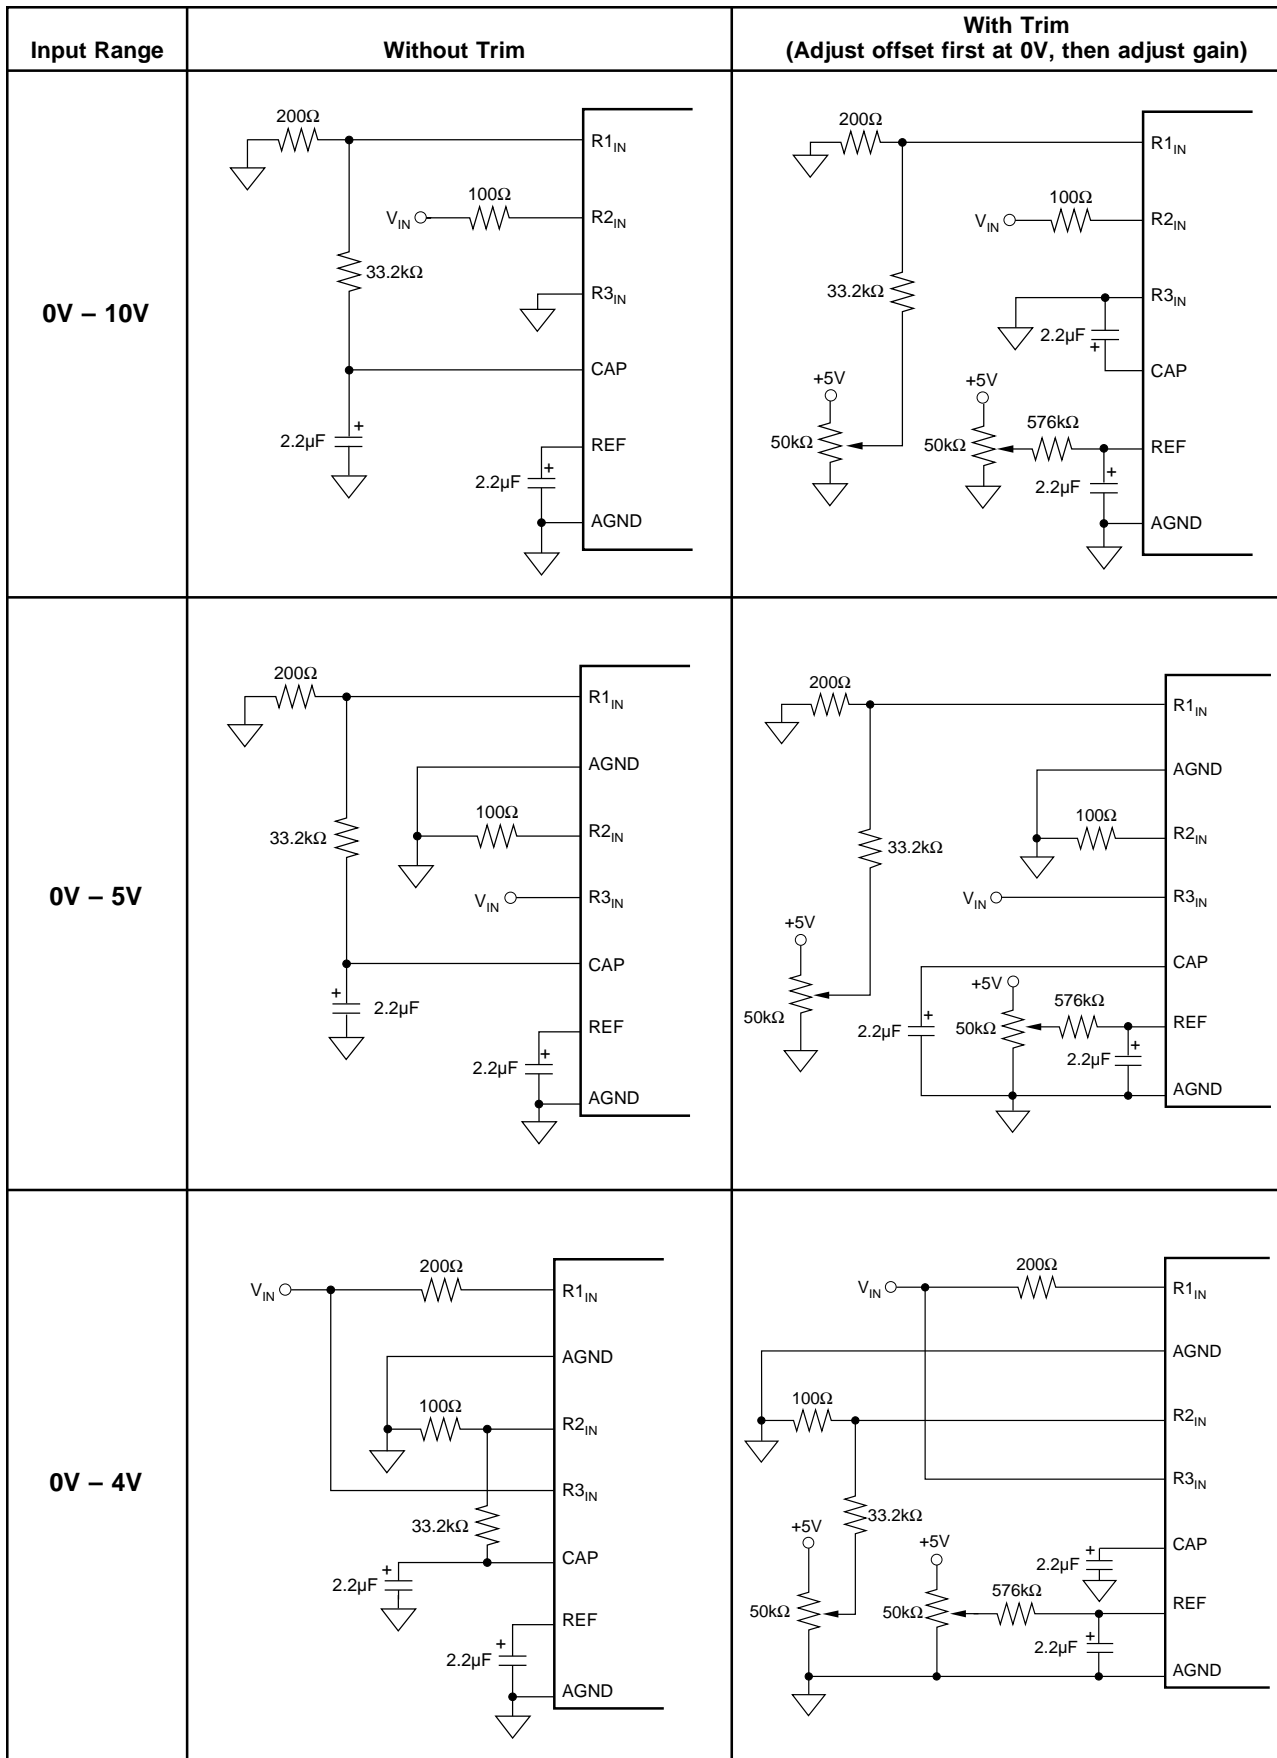 Input Range
Without Trim
With Trim
(Adjust offset first at 0V, then adjust gain)
0V – 10V
200Ω
R1IN
100Ω
VIN
R2IN
33.2kΩ
R3IN
CAP
+
2.2µF
REF
+
2.2µF
AGND
200Ω
R1IN
100Ω
VIN
R2IN
33.2kΩ
R3IN
2.2µF
+
CAP
+5V
+5V
576kΩ
50kΩ
50kΩ
REF
+
2.2µF
AGND
0V – 5V
200Ω
R1IN
AGND
100Ω
33.2kΩ
R2IN
VIN
R3IN
CAP
+
2.2µF
REF
+
2.2µF
AGND
200Ω
R1IN
AGND
100Ω
R2IN
33.2kΩ
VIN
R3IN
+5V
CAP
+5V
576kΩ
50kΩ
+
2.2µF
50kΩ
REF
+
2.2µF
AGND
0V – 4V
200Ω
VIN
R1IN
AGND
100Ω
R2IN
R3IN
33.2kΩ
CAP
+
2.2µF
REF
+
2.2µF
AGND
200Ω
VIN
R1IN
AGND
100Ω
R2IN
R3IN
33.2kΩ
+5V
+5V
CAP
+
2.2µF
576kΩ
50kΩ
50kΩ
REF
+
2.2µF
AGND